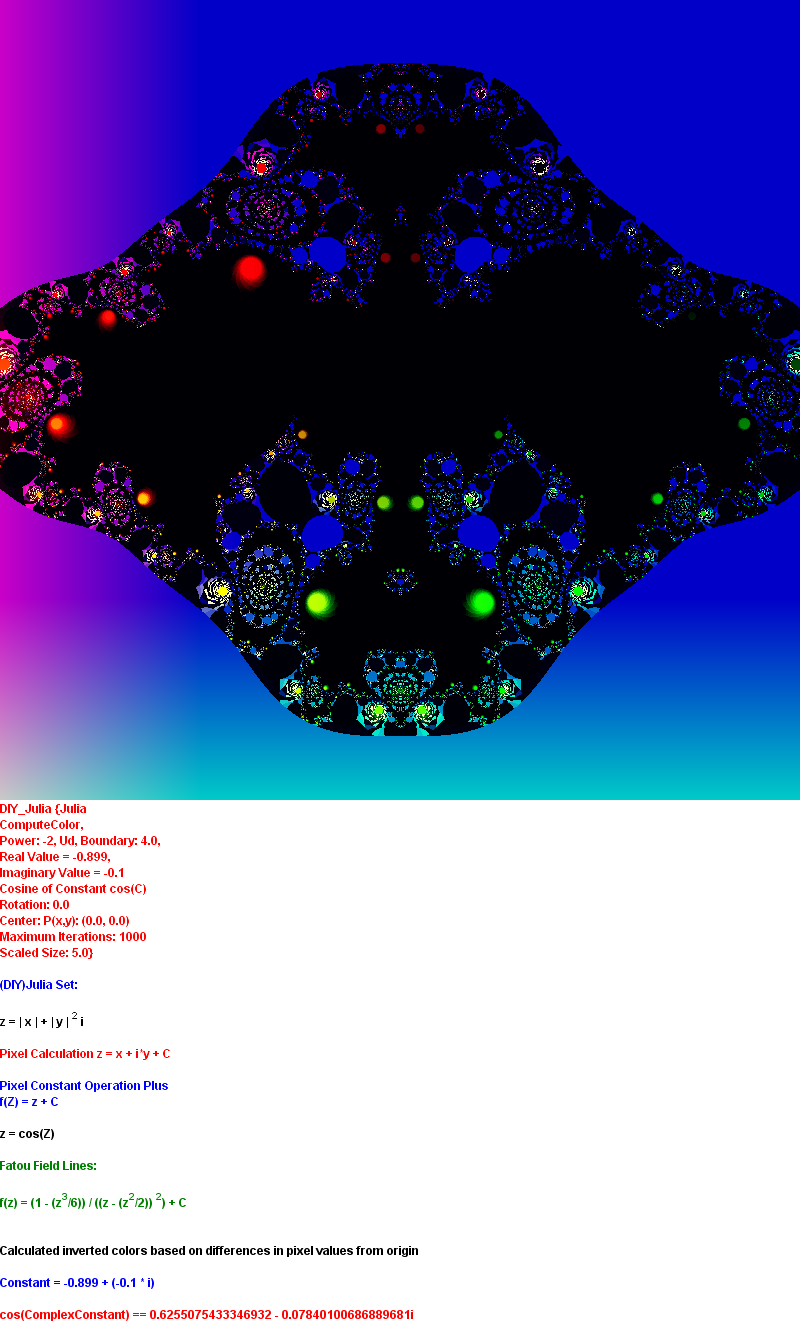 DIY_Julia {Julia
ComputeColor,
Power: -2, Ud, Boundary: 4.0,
Real Value = -0.899,
Imaginary Value = -0.1
Cosine of Constant cos(C)
Rotation: 0.0
Center: P(x,y): (0.0, 0.0)
Maximum Iterations: 1000
Scaled Size: 5.0}
(DIY)Julia Set:
z = | x | + | y | 2 i
Pixel Calculation z = x + i*y + C
Pixel Constant Operation Plus
f(Z) = z + C
z = cos(Z)
Fatou Field Lines:
f(z) = (1 - (z3/6)) / ((z - (z2/2)) 2) + C
Calculated inverted colors based on differences in pixel values from origin
Constant = -0.899 + (-0.1 * i)
cos(ComplexConstant) == 0.6255075433346932 - 0.07840100686889681i